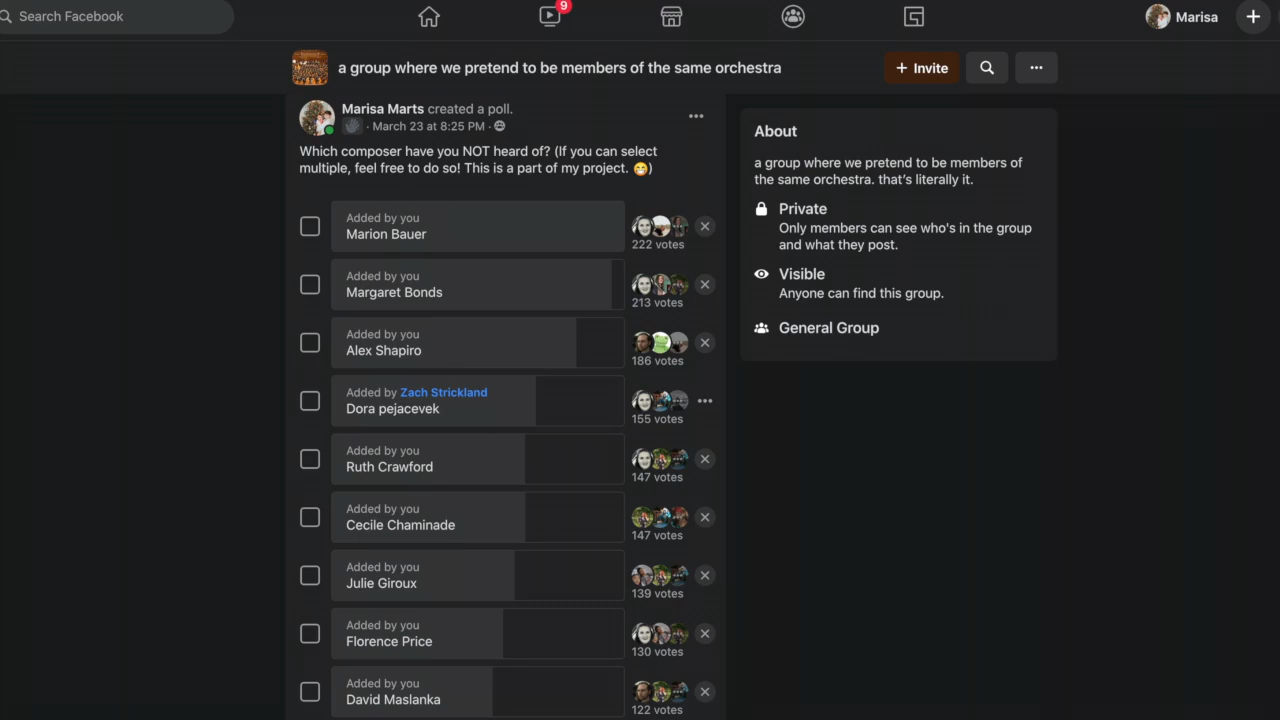 Search Facebook
9
Marisa
a group where we pretend to be members of the same orchestra
+ Invite
Marisa Marts created a poll.
· March 23 at 8:25 PM ·
Which composer have you NOT heard of? (If you can select
multiple, feel free to do so! This is a part of my project. 😁)
Added by you
Marion Bauer
222 votes
Added by you
Margaret Bonds
213 votes
Added by you
Alex Shapiro
186 votes
Added by Zach Strickland
Dora pejacevek
155 votes
Added by you
Ruth Crawford
147 votes
Added by you
Cecile Chaminade
147 votes
Added by you
Julie Giroux
139 votes
Added by you
Florence Price
130 votes
Added by you
David Maslanka
122 votes
About
a group where we pretend to be members of
the same orchestra. that’s literally it.
Private
Only members can see who's in the group
and what they post.
Visible
Anyone can find this group.
General Group